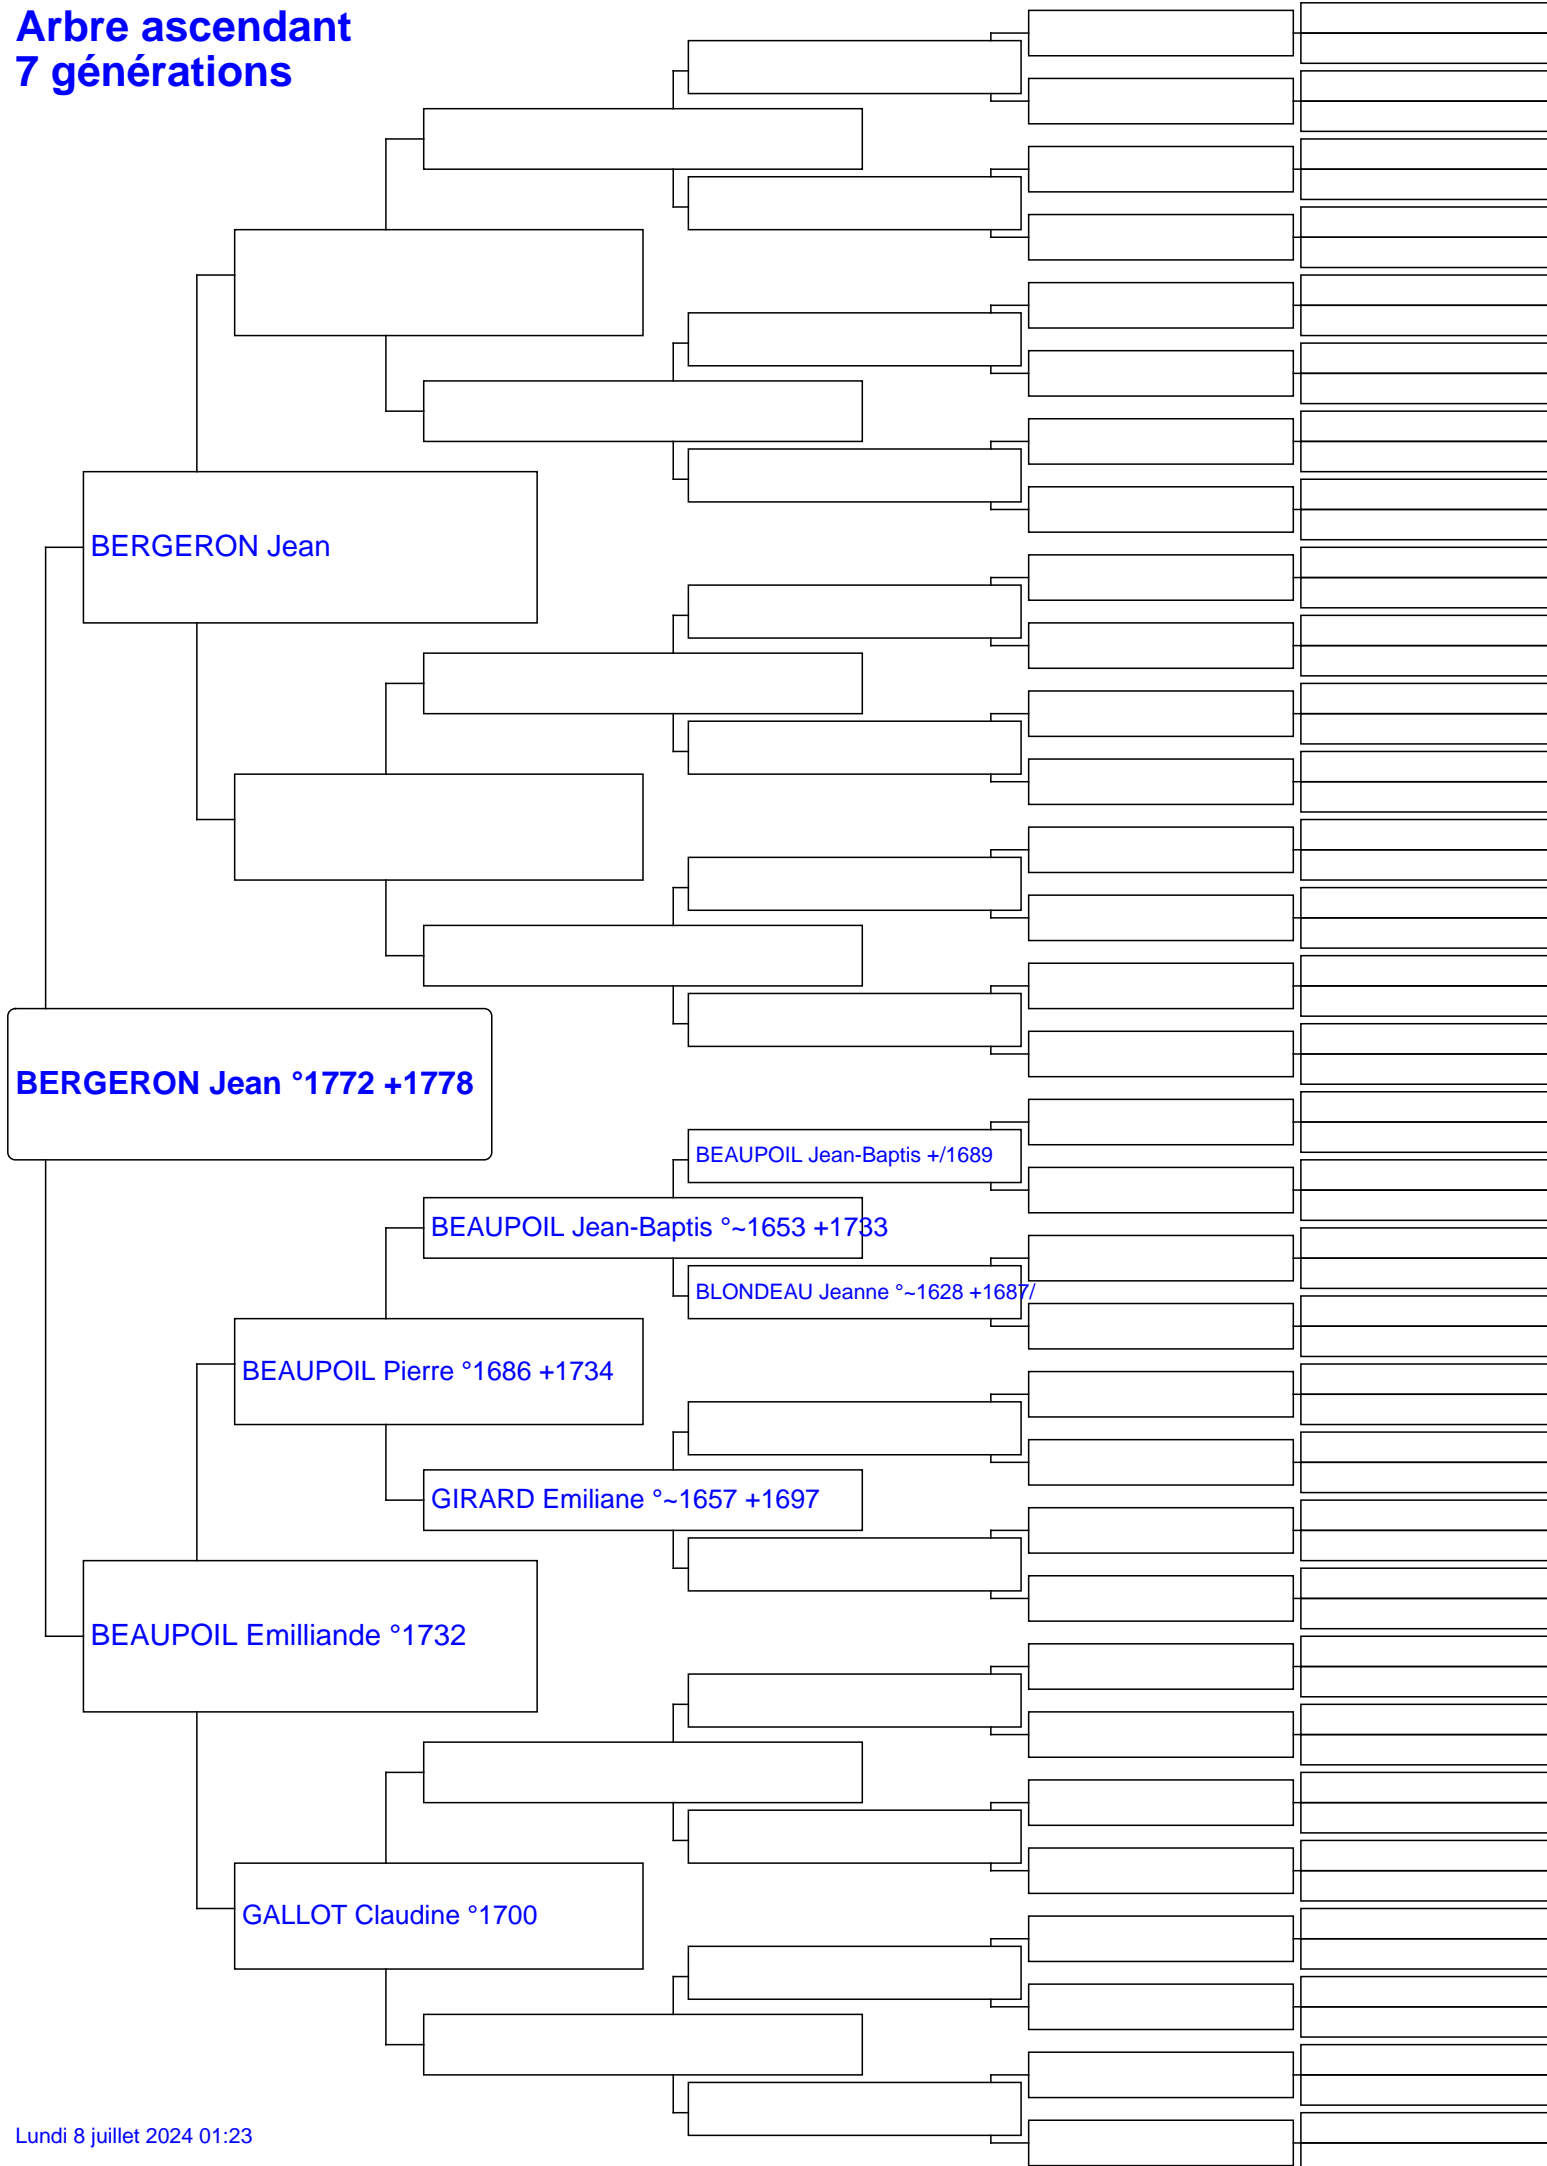 Arbre ascendant
7 générations
BERGERON Jean
BERGERON Jean °1772 +1778
BEAUPOIL Jean-Baptis +/1689
BEAUPOIL Jean-Baptis °~1653 +1733
BLONDEAU Jeanne °~1628 +1687/
BEAUPOIL Pierre °1686 +1734
GIRARD Emiliane °~1657 +1697
BEAUPOIL Emilliande °1732
GALLOT Claudine °1700
Lundi 8 juillet 2024 01:23